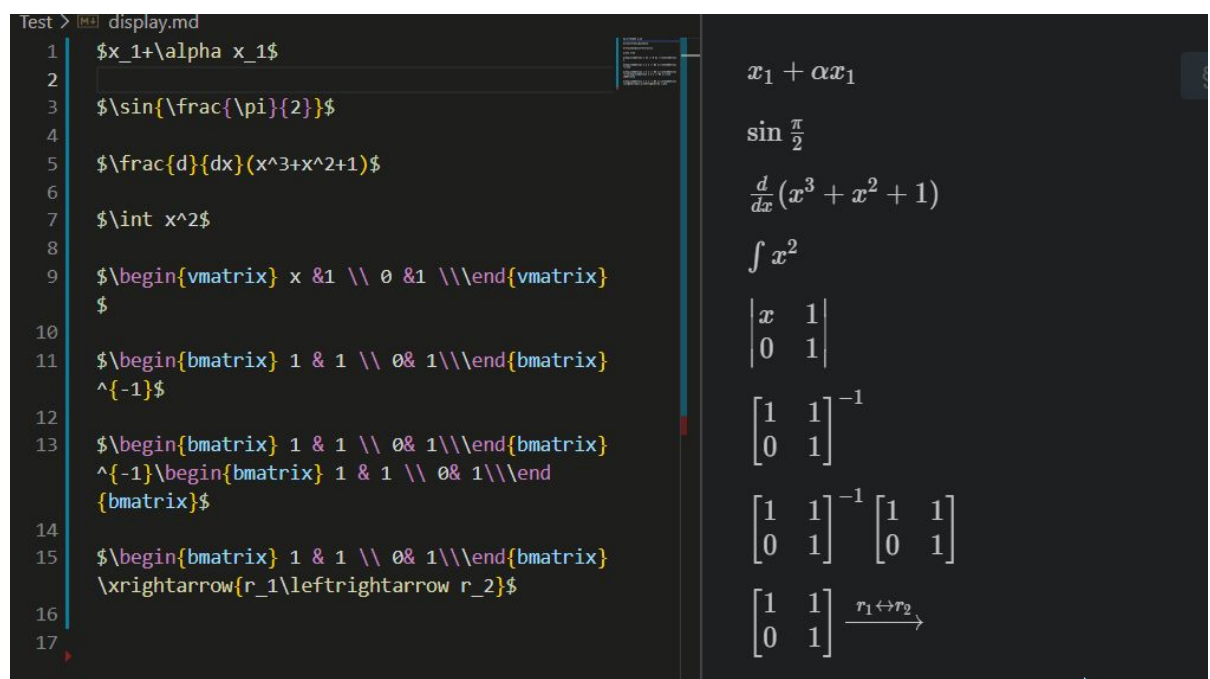 Test > M↓ display.md
1 $x_1+\alpha x_1$
2
3 $\sin{\frac{\pi}{2}}$
4
5 $\frac{d}{dx}(x^3+x^2+1)$
6
7 $\int x^2$
8
9 $\begin{vmatrix} x &1 \\ 0 &1 \\\end{vmatrix}
$
10
11 $\begin{bmatrix} 1 & 1 \\ 0& 1\\\end{bmatrix}
^{-1}$
12
13 $\begin{bmatrix} 1 & 1 \\ 0& 1\\\end{bmatrix}
^{-1}\begin{bmatrix} 1 & 1 \\ 0& 1\\\end
{bmatrix}$
14
15 $\begin{bmatrix} 1 & 1 \\ 0& 1\\\end{bmatrix}
\xrightarrow{r_1\leftrightarrow r_2}$
16
17
x₁ + αx₁
sin π/2
d/dx (x³ + x² + 1)
∫ x²
|x 1|
|0 1|
[1 1]⁻¹
[0 1]
[1 1]⁻¹ [1 1]
[0 1] [0 1]
[1 1] r₁↔r₂ →
[0 1]